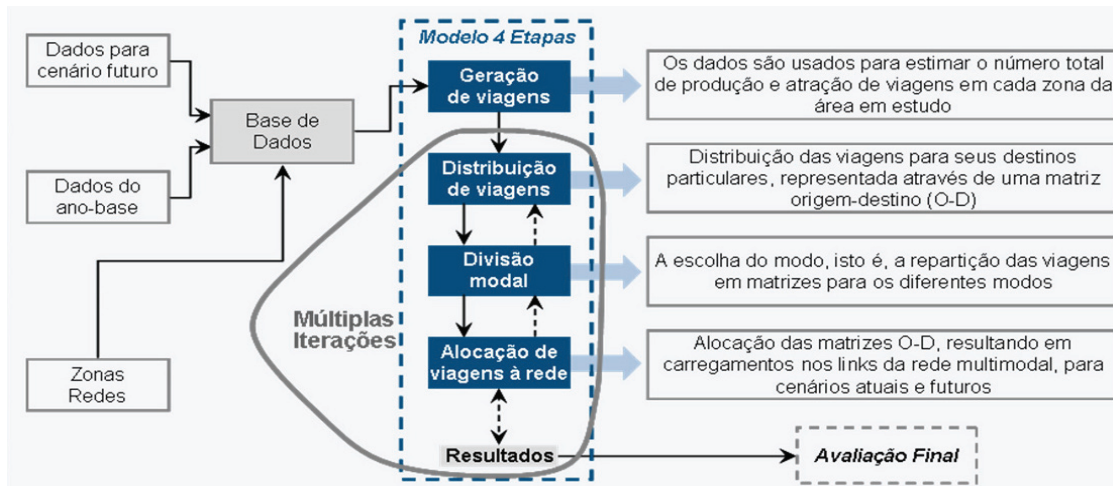 Dados para
cenário futuro
Base de
Dados
Dados do
ano-base
Zonas
Redes
Modelo 4 Etapas
Geração
de viagens
Distribuição
de viagens
Divisão
modal
Alocação de
viagens à rede
Resultados
Múltiplas
Iterações
Os dados são usados para estimar o número total
de produção e atração de viagens em cada zona da
área em estudo
Distribuição das viagens para seus destinos
particulares, representada através de uma matriz
origem-destino (O-D)
A escolha do modo, isto é, a repartição das viagens
em matrizes para os diferentes modos
Alocação das matrizes O-D, resultando em
carregamentos nos links da rede multimodal, para
cenários atuais e futuros
Avaliação Final